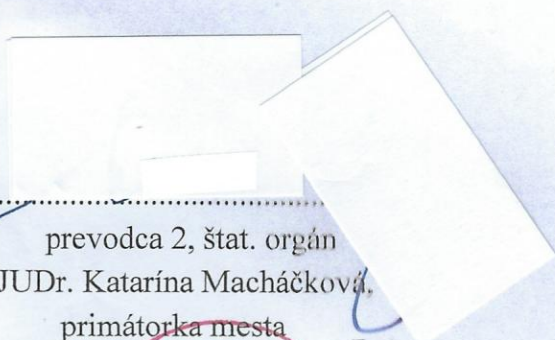 prevodca 2, štat. orgán
JUDr. Katarína Macháčková,
primátorka mesta